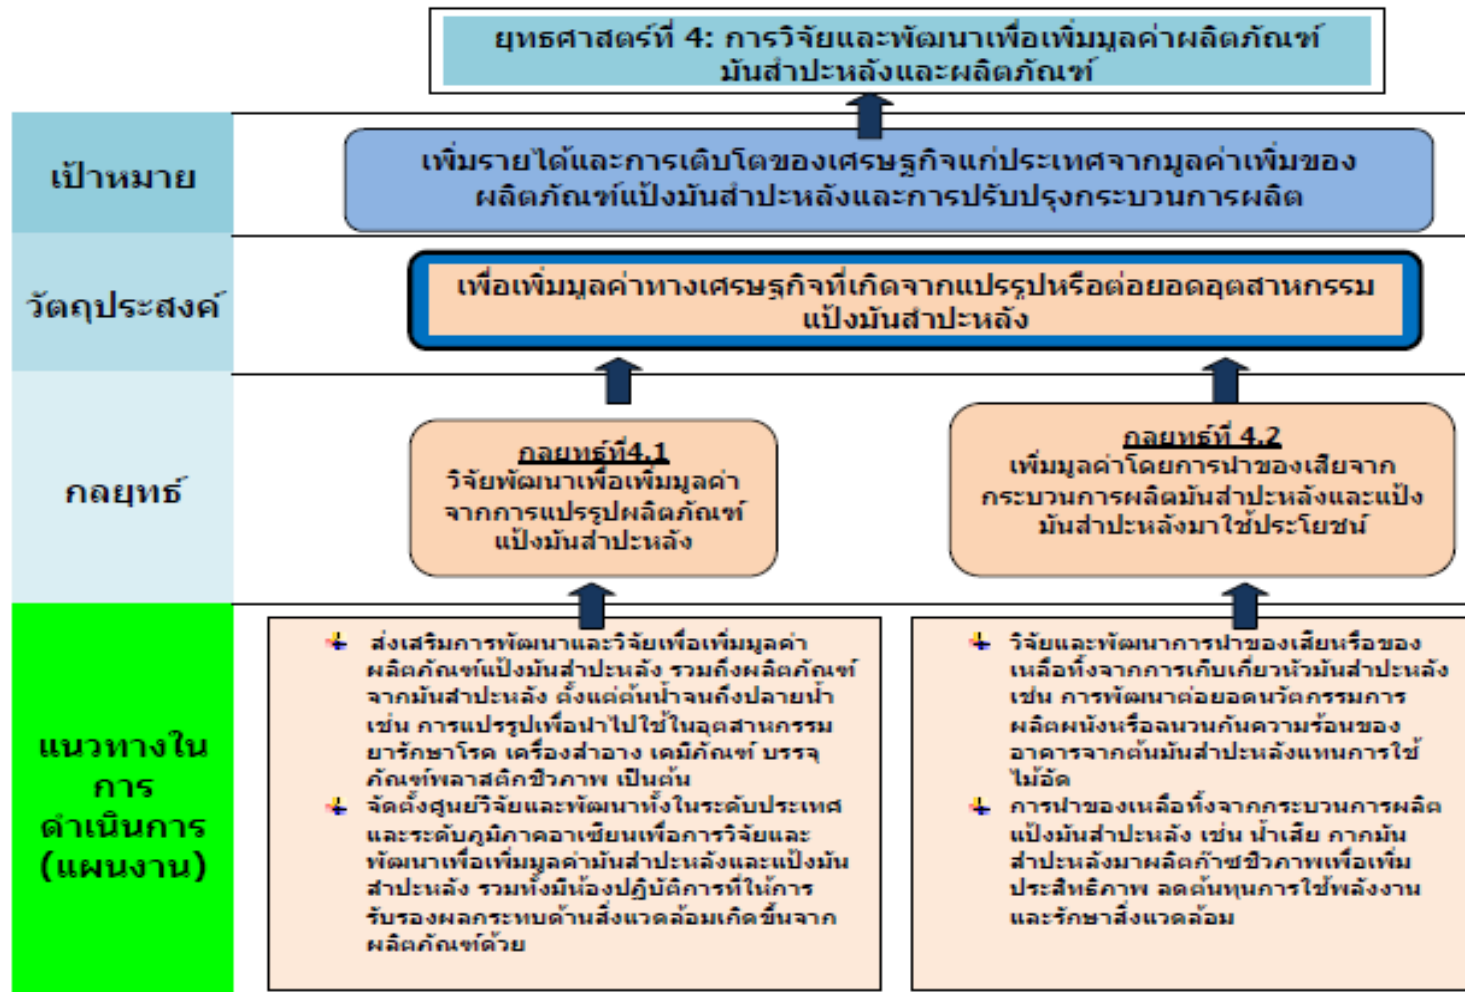 ยุทธศาสตร์ที่ 4: การวิจัยและพัฒนาเพื่อเพิ่มมูลค่าผลิตภัณฑ์
มันสำปะหลังและผลิตภัณฑ์
เป้าหมาย
เพิ่มรายได้และการเติบโตของเศรษฐกิจแก่ประเทศจากมูลค่าเพิ่มของ
ผลิตภัณฑ์แป้งมันสำปะหลังและการปรับปรุงกระบวนการผลิต
วัตถุประสงค์
เพื่อเพิ่มมูลค่าทางเศรษฐกิจที่เกิดจากแปรรูปหรือต่อยอดอุตสาหกรรม
แป้งมันสำปะหลัง
กลยุทธ์
กลยุทธ์ที่4.1
วิจัยพัฒนาเพื่อเพิ่มมูลค่า
จากการแปรรูปผลิตภัณฑ์
แป้งมันสำปะหลัง
กลยุทธ์ที่ 4.2
เพิ่มมูลค่าโดยการนำของเสียจาก
กระบวนการผลิตมันสำปะหลังและแป้ง
มันสำปะหลังมาใช้ประโยชน์
แนวทางใน
การ
ดำเนินการ
(แผนงาน)
ส่งเสริมการพัฒนาและวิจัยเพื่อเพิ่มมูลค่า
ผลิตภัณฑ์แป้งมันสำปะหลัง รวมถึงผลิตภัณฑ์
จากมันสำปะหลัง ตั้งแต่ต้นน้ำจนถึงปลายน้ำ
เช่น การแปรรูปเพื่อนำไปใช้ในอุตสาหกรรม
ยารักษาโรค เครื่องสำอาง เคมีภัณฑ์ บรรจุ
ภัณฑ์พลาสติกชีวภาพ เป็นต้น
จัดตั้งศูนย์วิจัยและพัฒนาทั้งในระดับประเทศ
และระดับภูมิภาคอาเซียนเพื่อการวิจัยและ
พัฒนาเพื่อเพิ่มมูลค่ามันสำปะหลังและแป้งมัน
สำปะหลัง รวมทั้งมีห้องปฏิบัติการที่ให้การ
รับรองผลกระทบด้านสิ่งแวดล้อมเกิดขึ้นจาก
ผลิตภัณฑ์ด้วย
วิจัยและพัฒนาการนำของเสียหรือของ
เหลือทิ้งจากการเก็บเกี่ยวหัวมันสำปะหลัง
เช่น การพัฒนาต่อยอดนวัตกรรมการ
ผลิตผนังหรือฉนวนกันความร้อนของ
อาคารจากต้นมันสำปะหลังแทนการใช้
ไม้อัด
การนำของเหลือทิ้งจากกระบวนการผลิต
แป้งมันสำปะหลัง เช่น น้ำเสีย กากมัน
สำปะหลังมาผลิตก๊าซชีวภาพเพื่อเพิ่ม
ประสิทธิภาพ ลดต้นทุนการใช้พลังงาน
และรักษาสิ่งแวดล้อม